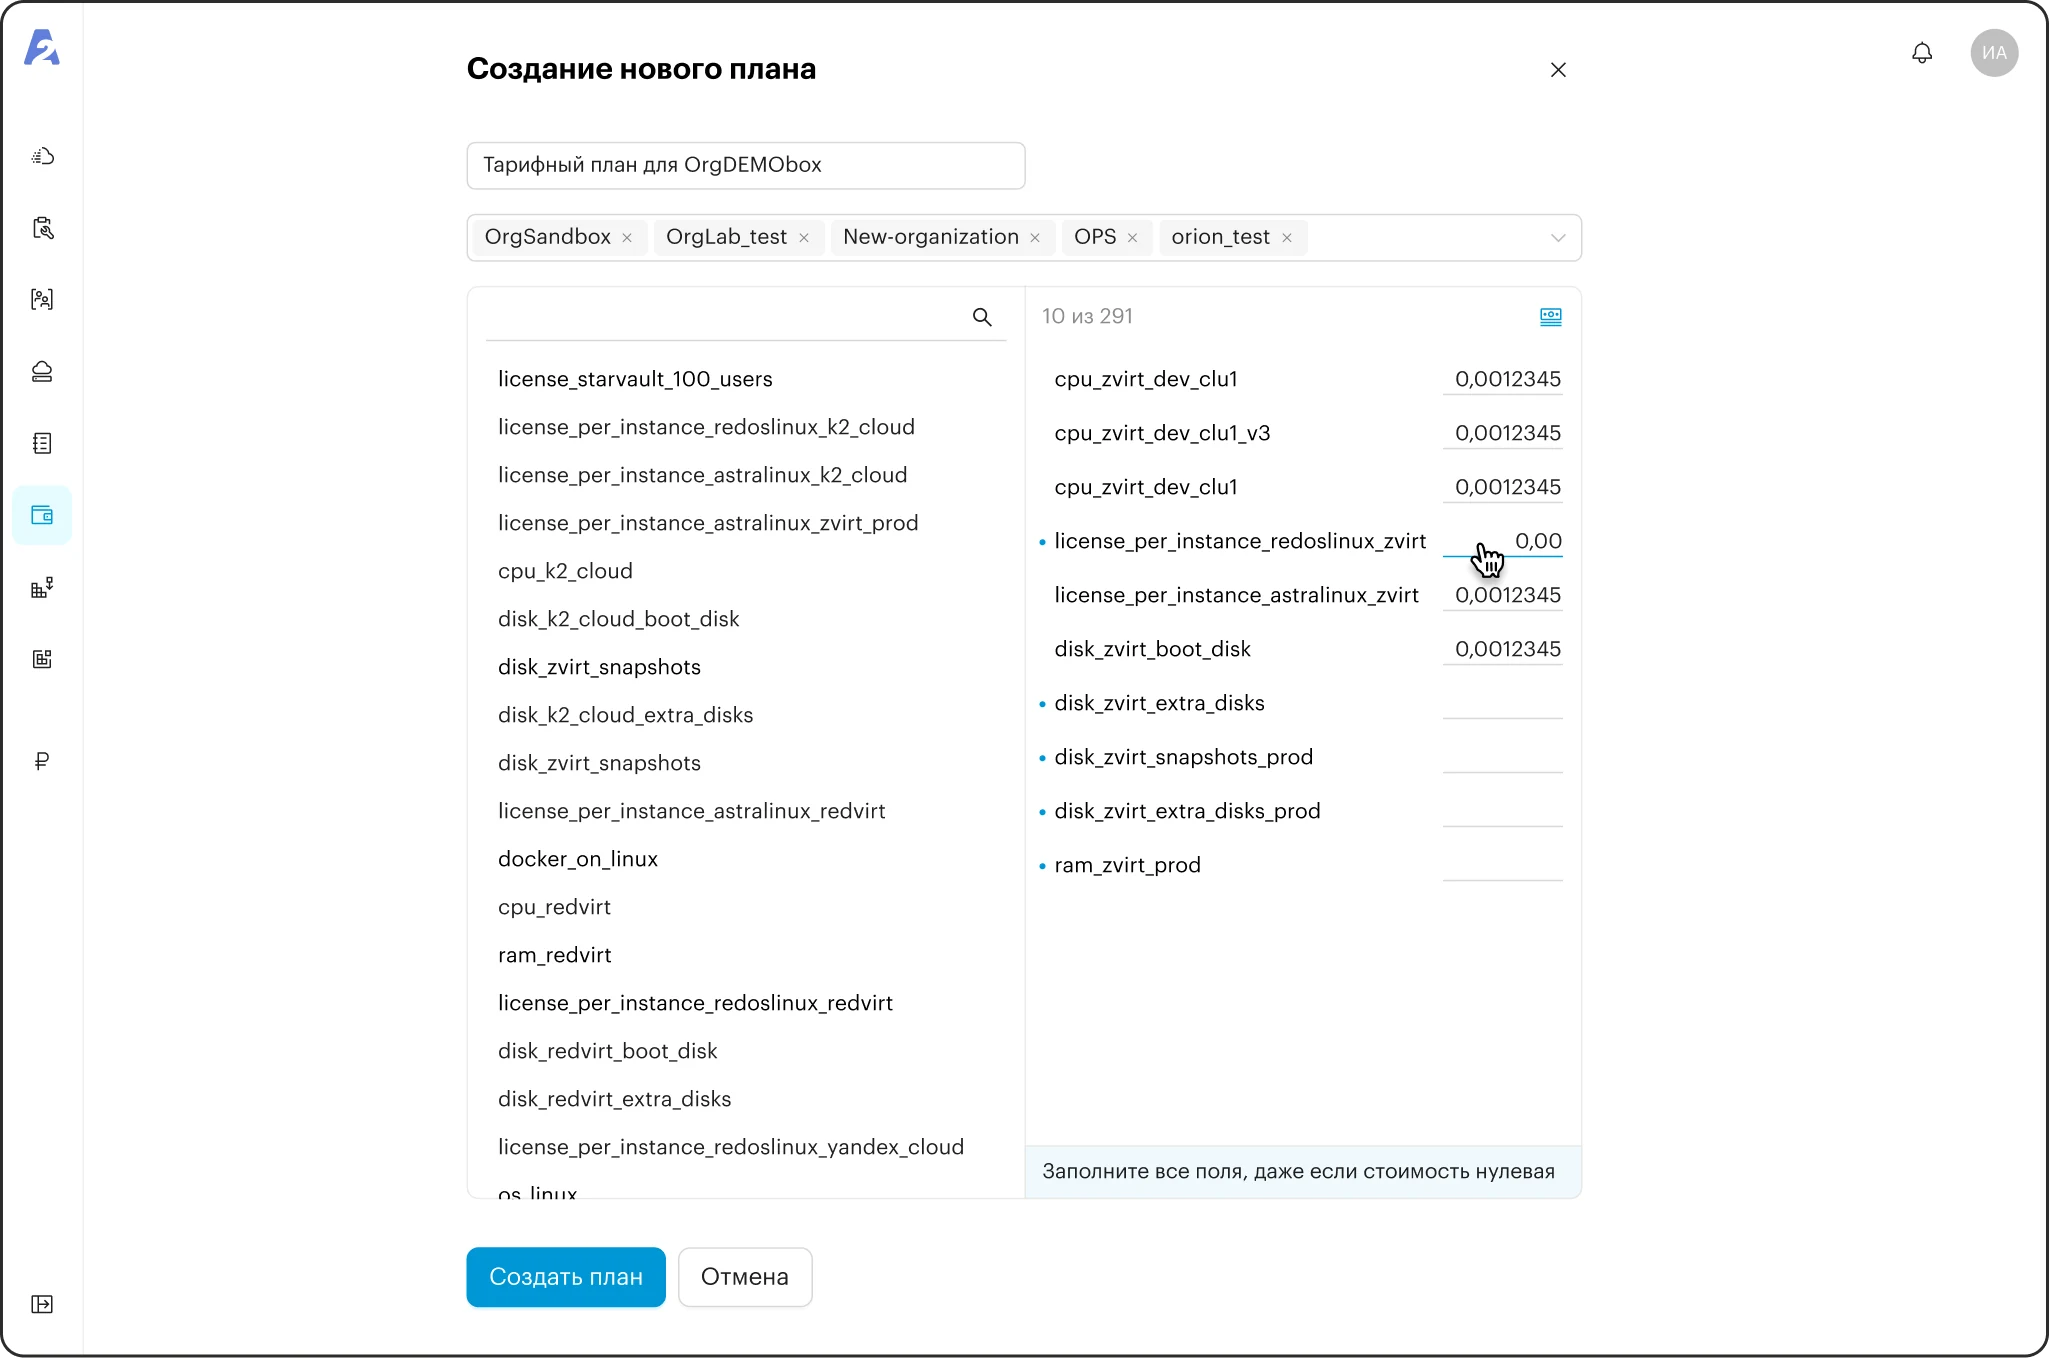 Создание нового плана
ИА
Тарифный план для OrgDEMObox
OrgSandbox × OrgLab_test × New-organization × OPS × orion_test ×
10 из 291
license_starvault_100_users
license_per_instance_redoslinux_k2_cloud
license_per_instance_astralinux_k2_cloud
license_per_instance_astralinux_zvirt_prod
cpu_k2_cloud
disk_k2_cloud_boot_disk
disk_zvirt_snapshots
disk_k2_cloud_extra_disks
disk_zvirt_snapshots
license_per_instance_astralinux_redvirt
docker_on_linux
cpu_redvirt
ram_redvirt
license_per_instance_redoslinux_redvirt
disk_redvirt_boot_disk
disk_redvirt_extra_disks
license_per_instance_redoslinux_yandex_cloud
os_linux
cpu_zvirt_dev_clu1 0,0012345
cpu_zvirt_dev_clu1_v3 0,0012345
cpu_zvirt_dev_clu1 0,0012345
license_per_instance_redoslinux_zvirt 0,00
license_per_instance_astralinux_zvirt 0,0012345
disk_zvirt_boot_disk 0,0012345
disk_zvirt_extra_disks
disk_zvirt_snapshots_prod
disk_zvirt_extra_disks_prod
ram_zvirt_prod
Заполните все поля, даже если стоимость нулевая
Создать план
Отмена